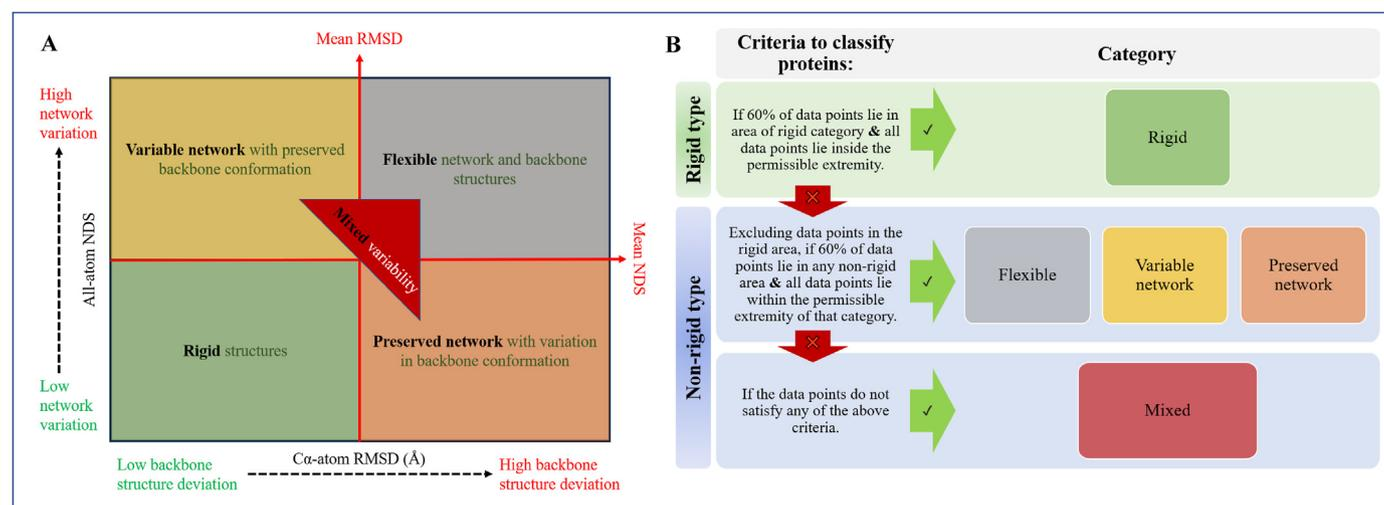 A
Mean RMSD
High
network
variation
All-atom NDS
Low
network
variation
Variable network with preserved
backbone conformation
Flexible network and backbone
structures
Mixed variability
Mean NDS
Rigid structures
Preserved network with variation
in backbone conformation
Low backbone
structure deviation
Cα-atom RMSD (Å)
High backbone
structure deviation
B
Criteria to classify
proteins:
Category
Rigid type
If 60% of data points lie in
area of rigid category & all
data points lie inside the
permissible extremity.
✓
Rigid
Non-rigid type
Excluding data points in the
rigid area, if 60% of data
points lie in any non-rigid
area & all data points lie
within the permissible
extremity of that category.
✓
Flexible
Variable
network
Preserved
network
If the data points do not
satisfy any of the above
criteria.
✓
Mixed